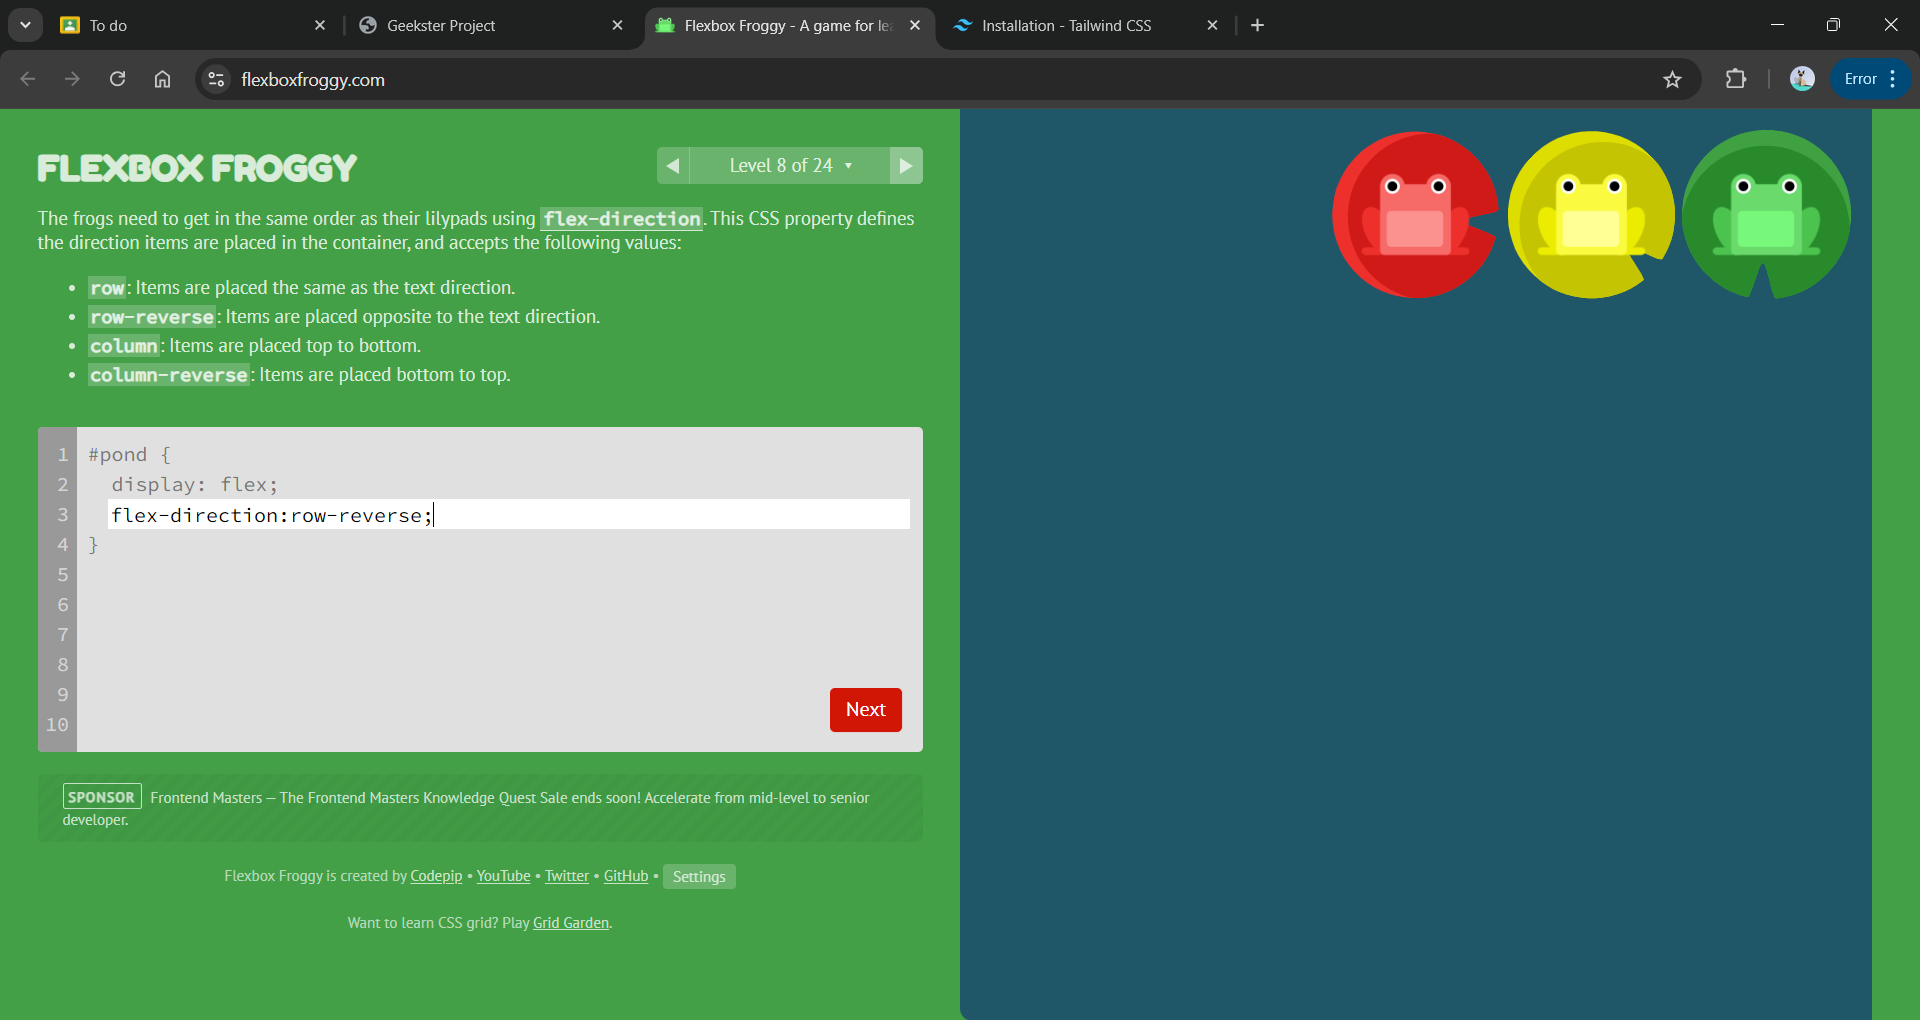 To do
Geekster Project
Flexbox Froggy - A game for le
Installation - Tailwind CSS
flexboxfroggy.com
Error
FLEXBOX FROGGY
Level 8 of 24
The frogs need to get in the same order as their lilypads using flex-direction. This CSS property defines
the direction items are placed in the container, and accepts the following values:
• row: Items are placed the same as the text direction.
• row-reverse: Items are placed opposite to the text direction.
• column: Items are placed top to bottom.
• column-reverse: Items are placed bottom to top.
1 #pond {
2 display: flex;
3 flex-direction:row-reverse;
4 }
5
6
7
8
9
10
Next
SPONSOR Frontend Masters — The Frontend Masters Knowledge Quest Sale ends soon! Accelerate from mid-level to senior
developer.
Flexbox Froggy is created by Codepip • YouTube • Twitter • GitHub • Settings
Want to learn CSS grid? Play Grid Garden.